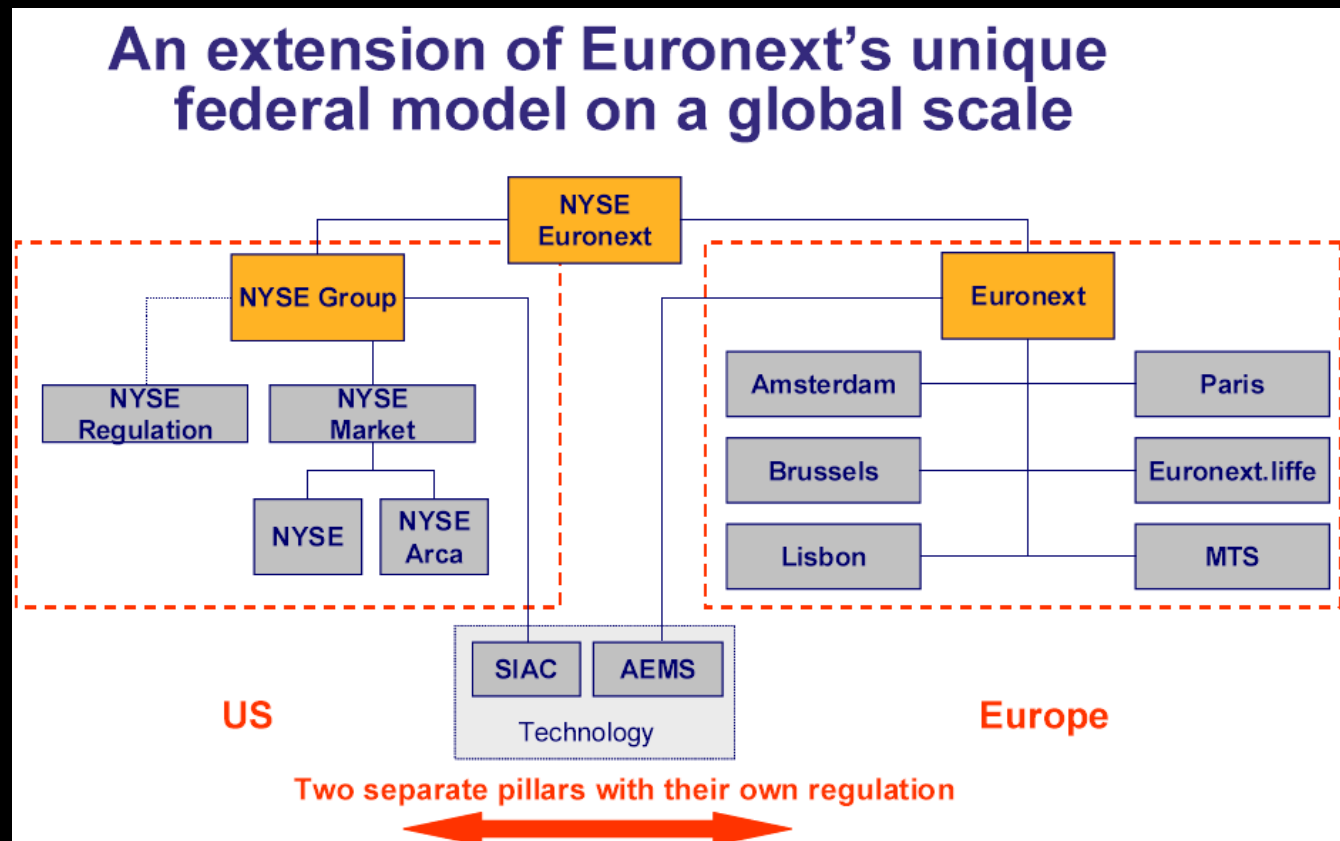 An extension of Euronext’s unique
federal model on a global scale
NYSE
Euronext
NYSE Group
Euronext
NYSE
Regulation
NYSE
Market
NYSE
NYSE
Arca
Amsterdam
Paris
Brussels
Euronext.liffe
Lisbon
MTS
SIAC
AEMS
Technology
US
Europe
Two separate pillars with their own regulation